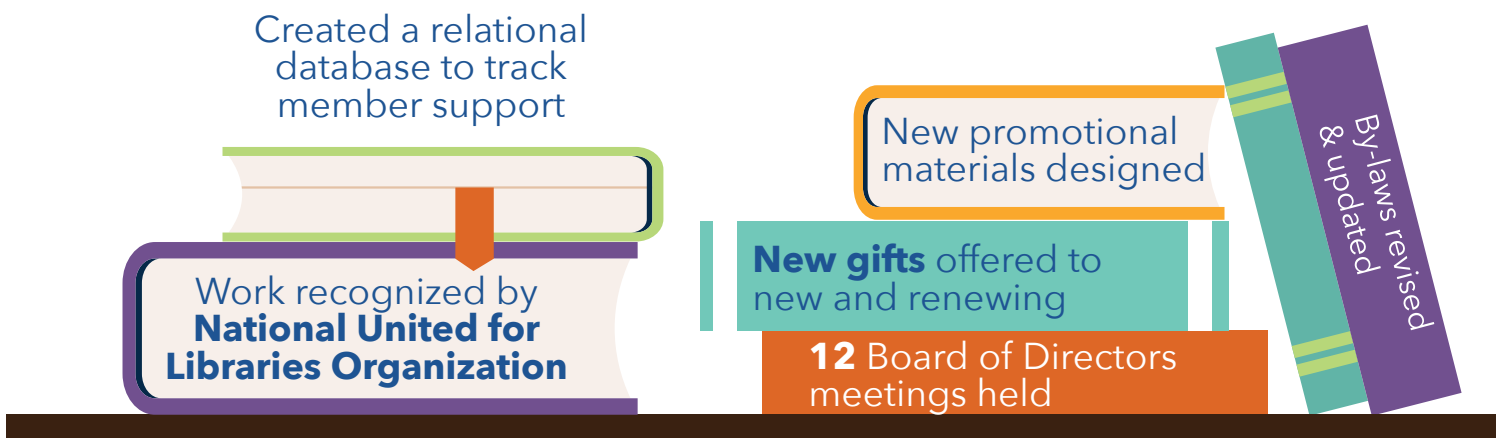 Created a relational
database to track
member support
Work recognized by
National United for
Libraries Organization
New promotional
materials designed
New gifts offered to
new and renewing
12 Board of Directors
meetings held
By-laws revised
& updated